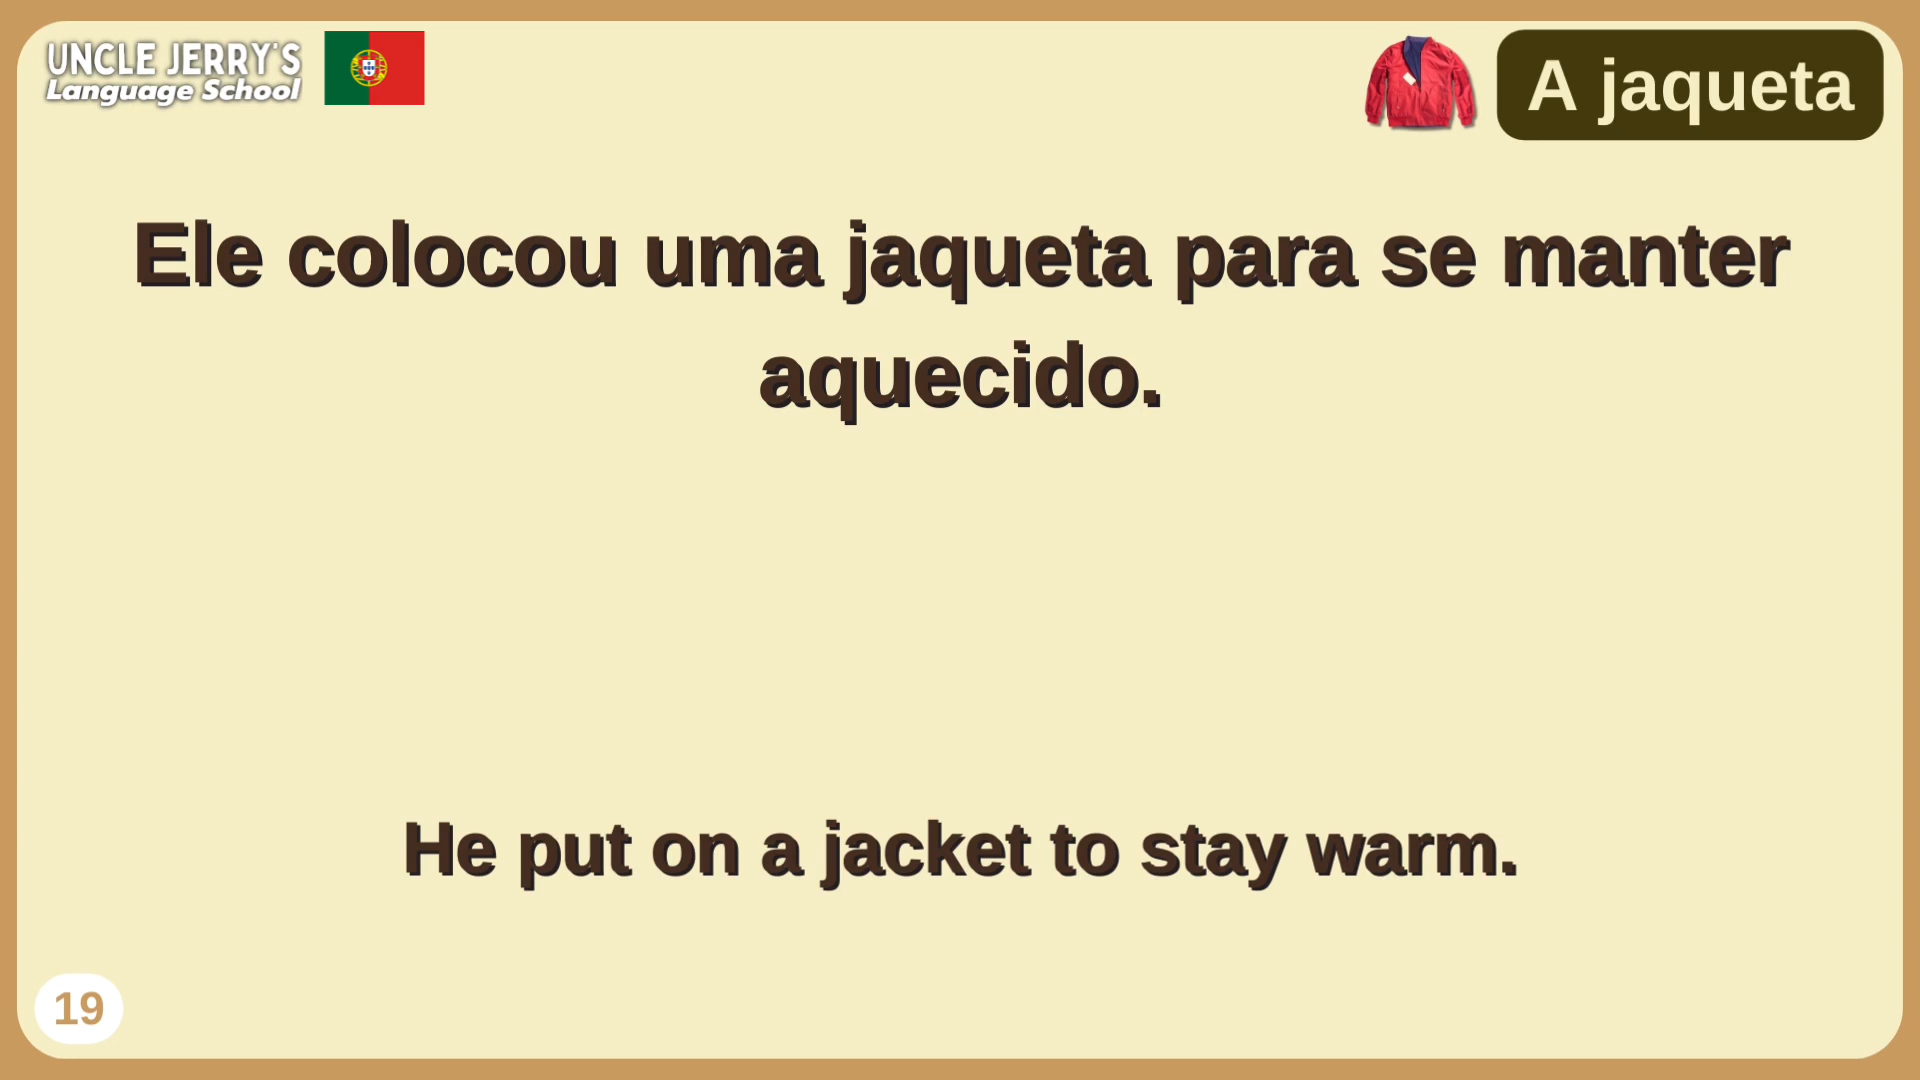 UNCLE JERRY'S
Language School
A jaqueta
Ele colocou uma jaqueta para se manter
aquecido.
He put on a jacket to stay warm.
19